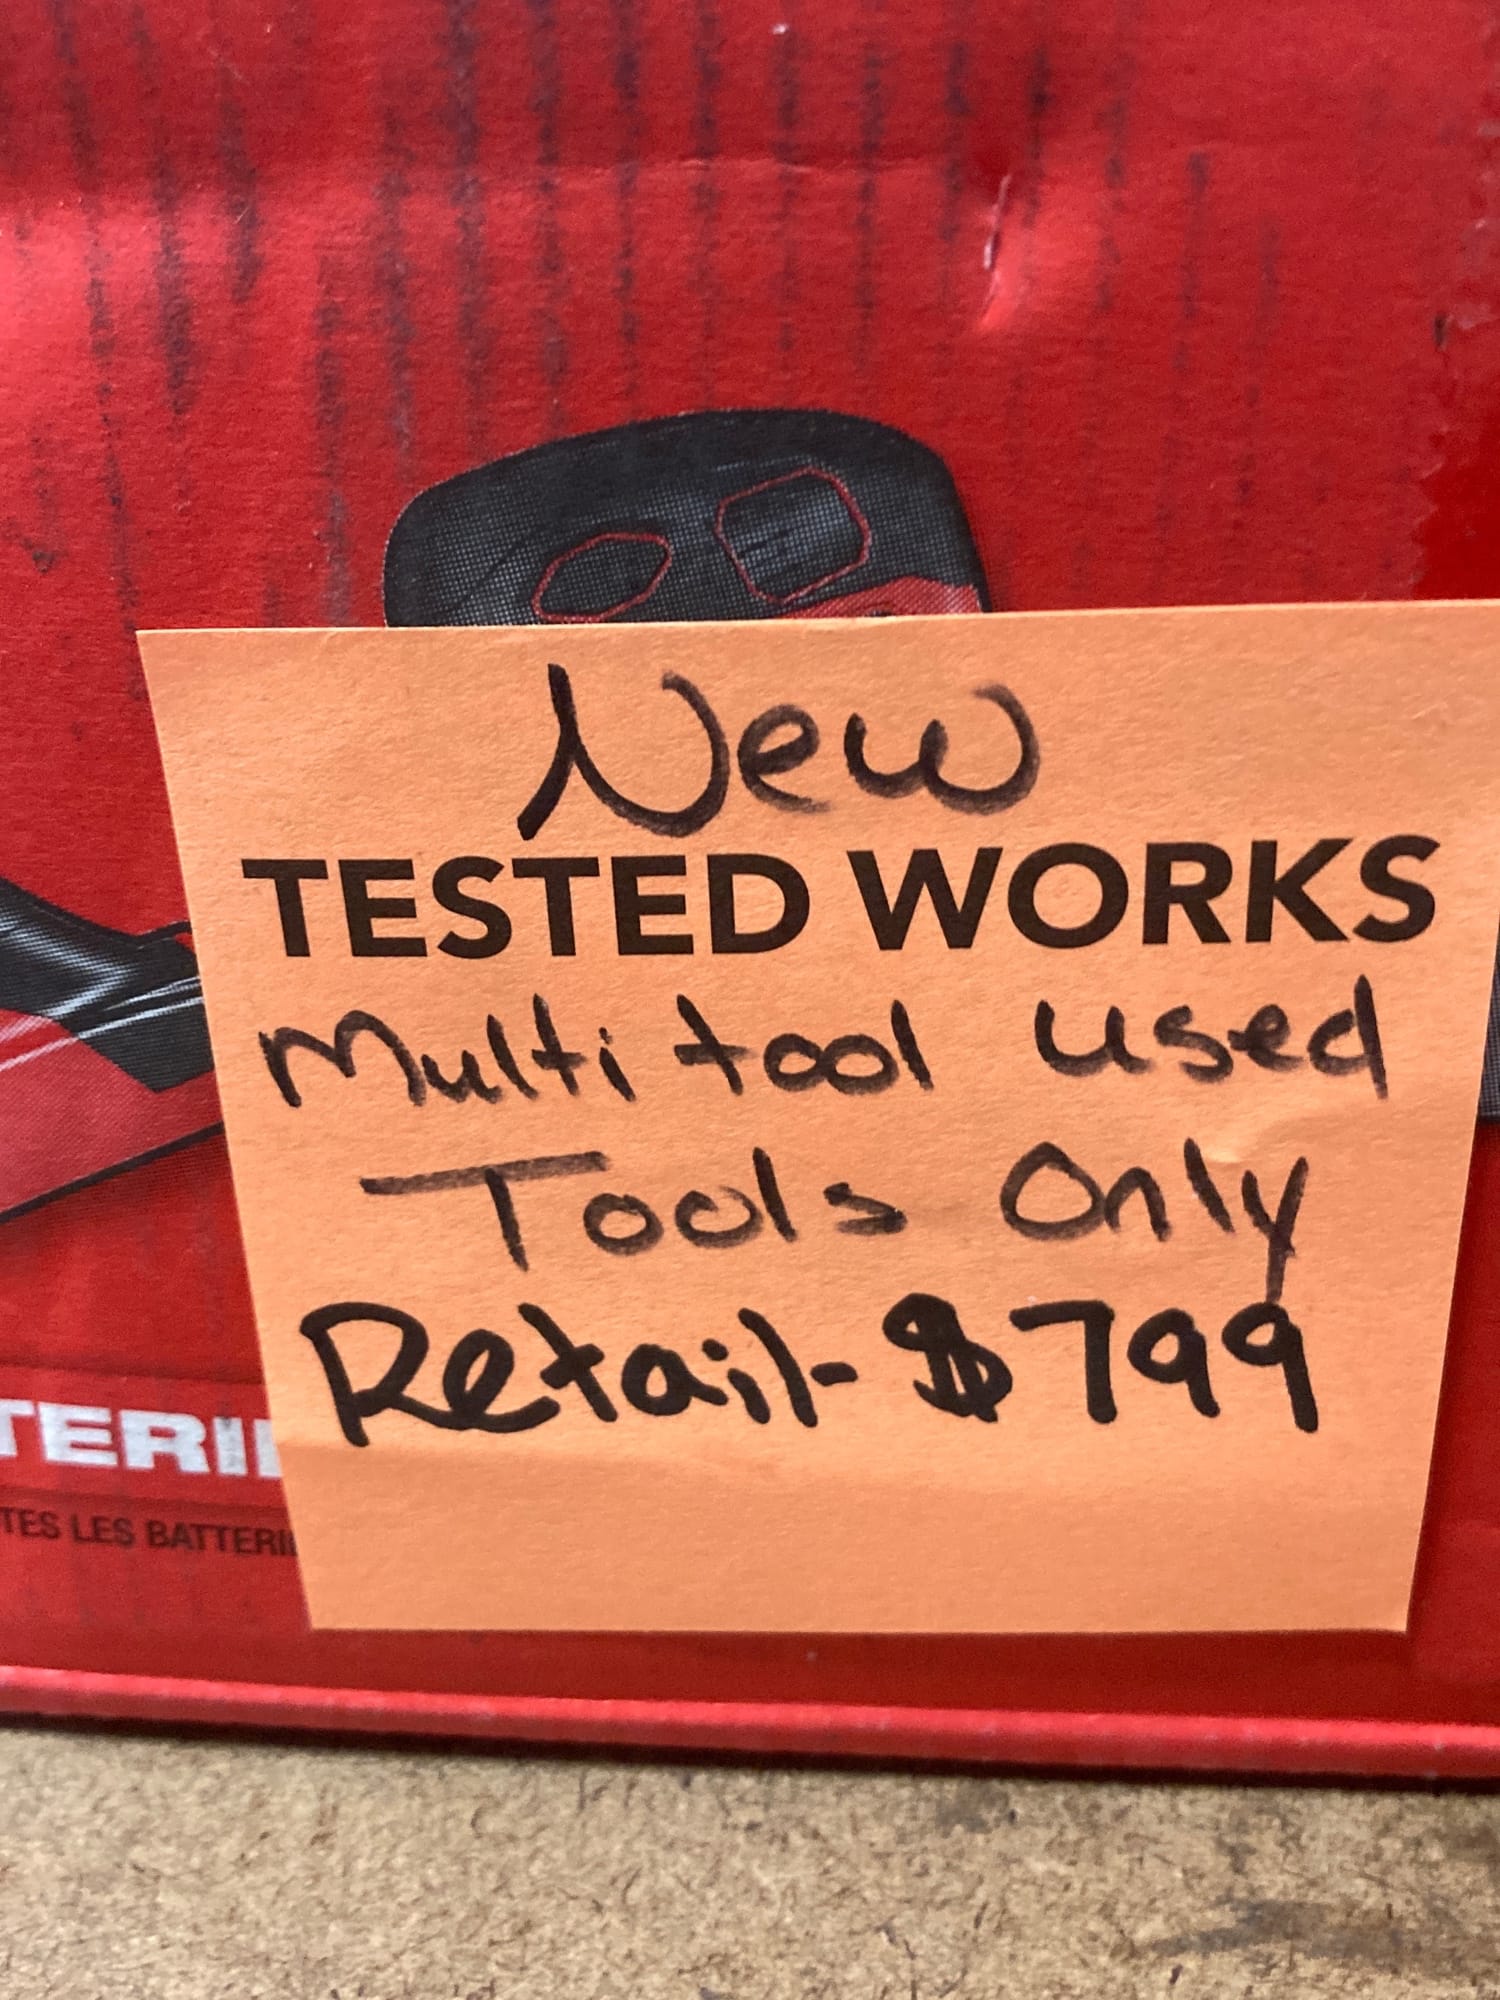 New
TESTED WORKS
Multi tool used
Tools Only
Retail- $799
TERI
TES LES BATTERI